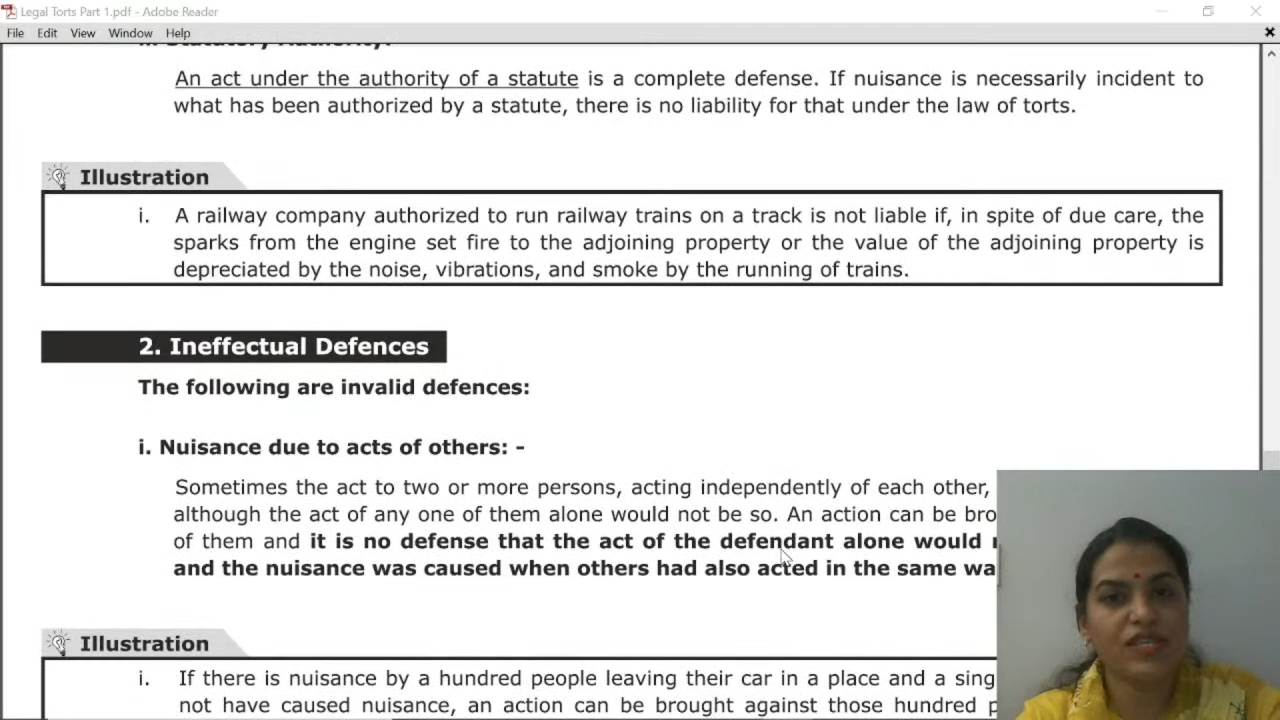 Legal Torts Part 1.pdf - Adobe Reader
File Edit View Window Help
Statutory Authority:
An act under the authority of a statute is a complete defense. If nuisance is necessarily incident to
what has been authorized by a statute, there is no liability for that under the law of torts.
Illustration
i. A railway company authorized to run railway trains on a track is not liable if, in spite of due care, the
sparks from the engine set fire to the adjoining property or the value of the adjoining property is
depreciated by the noise, vibrations, and smoke by the running of trains.
2. Ineffectual Defences
The following are invalid defences:
i. Nuisance due to acts of others: -
Sometimes the act to two or more persons, acting independently of each other,
although the act of any one of them alone would not be so. An action can be
of them and it is no defense that the act of the defendant alone would
and the nuisance was caused when others had also acted in the same
Illustration
i. If there is nuisance by a hundred people leaving their car in a place and a
not have caused nuisance, an action can be brought against those hundred